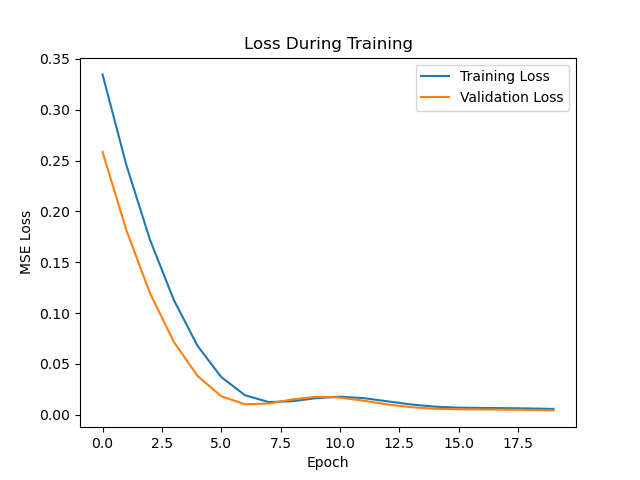 Loss During Training
Training Loss
Validation Loss
0.35
0.30
0.25
0.20
0.15
0.10
0.05
0.00
MSE Loss
0.0 2.5 5.0 7.5 10.0 12.5 15.0 17.5
Epoch